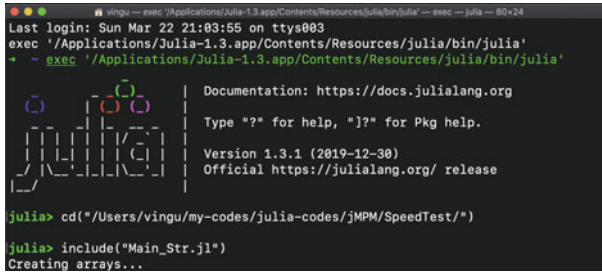 vingu — exec '/Applications/Julia-1.3.app/Contents/Resources/julia/bin/julia' — exec — julia — 80×24
Last login: Sun Mar 22 21:03:55 on ttys003
exec '/Applications/Julia-1.3.app/Contents/Resources/julia/bin/julia'
→ ~ exec '/Applications/Julia-1.3.app/Contents/Resources/julia/bin/julia'
julia
Documentation: https://docs.julialang.org
Type "?" for help, "]?" for Pkg help.
Version 1.3.1 (2019-12-30)
Official https://julialang.org/ release
julia> cd("/Users/vingu/my-codes/julia-codes/jMPM/SpeedTest/")
julia> include("Main_Str.jl")
Creating arrays...